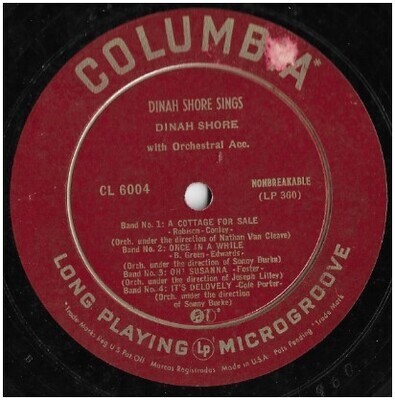 COLUMBIA
DINAH SHORE SINGS
DINAH SHORE
with Orchestral Acc.
CL 6004
NONBREAKABLE
(LP 360)
Band No. 1: A COTTAGE FOR SALE
-Robison-Conley-
(Orch. under the direction of Nathan Van Cleave)
Band No. 2: ONCE IN A WHILE
-B. Green-Edwards-
(Orch. under the direction of Sonny Burke)
Band No. 3: OH! SUSANNA -Foster-
(Orch. under the direction of Joseph Lilley)
Band No. 4: IT'S DELOVELY -Cole Porter-
(Orch. under the direction
of Sonny Burke)
LONG PLAYING Lp MICROGROOVE
"Trade Marks Reg. U S Pat. Off. Marcas Registradas Made in U.S.A. Pats Pending. "Trade Mark